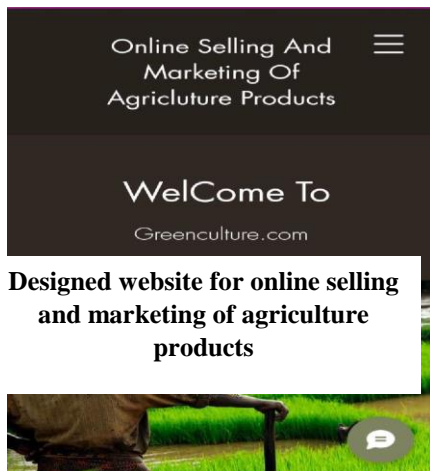 Online Selling And
Marketing Of
Agricluture Products
WelCome To
Greenculture.com
Designed website for online selling
and marketing of agriculture
products